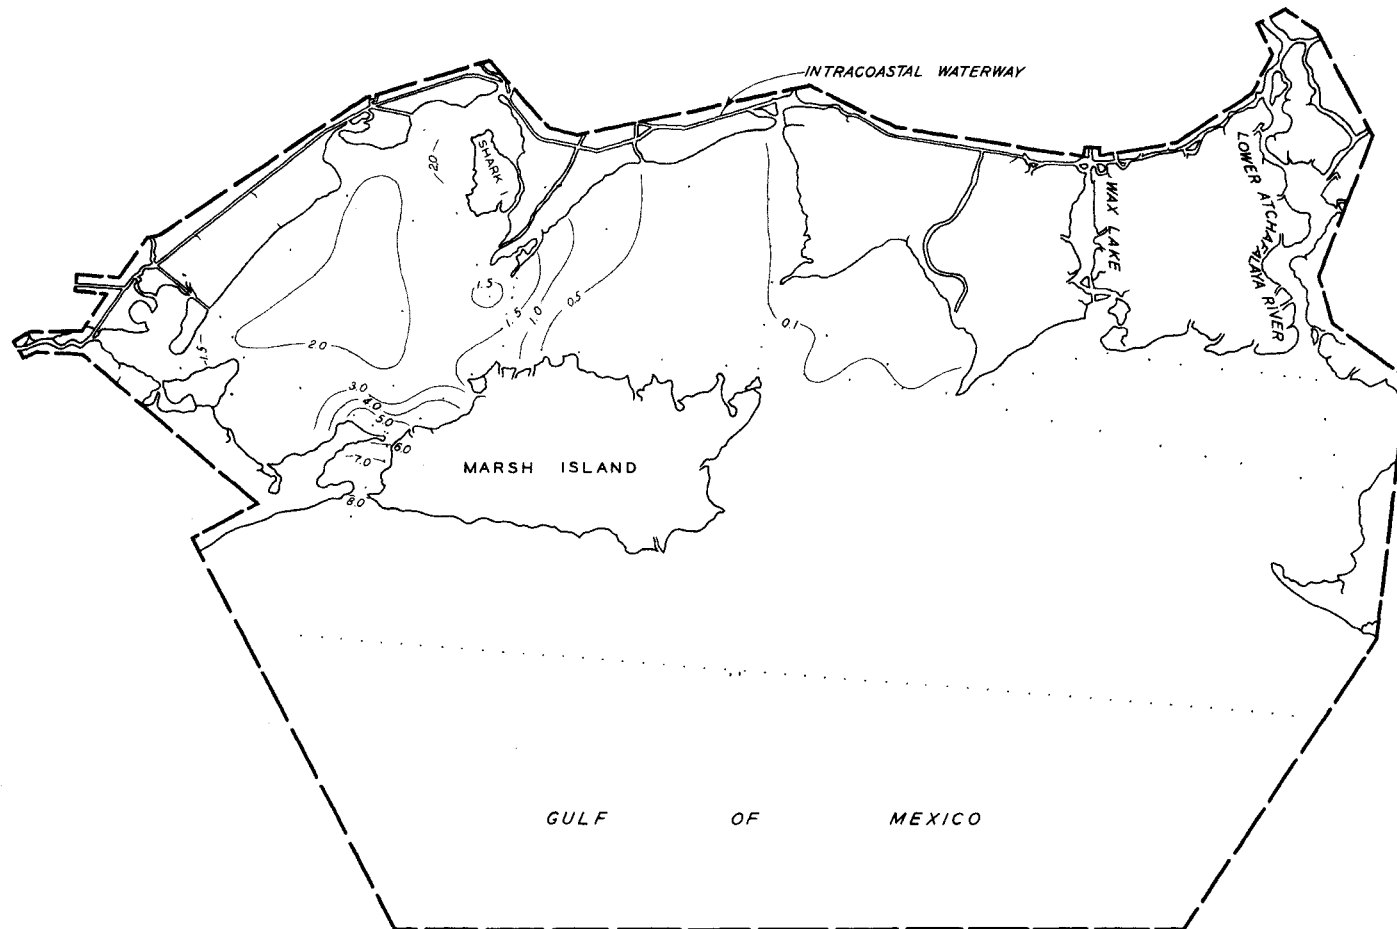 INTRACOASTAL WATERWAY
-20-
SHARK I.
LOWER ATCHAFALAYA RIVER
WAX LAKE
1.5
0.5
1.5
1.0
0.1
2.0
-1.5-
3.0
4.0
5.0
6.0
-7.0-
MARSH ISLAND
8.0
GULF OF MEXICO